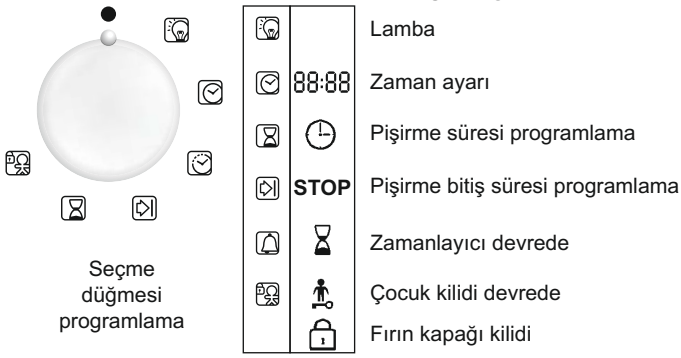 Lamba
88:88 Zaman ayarı
Pişirme süresi programlama
STOP Pişirme bitiş süresi programlama
Zamanlayıcı devrede
Çocuk kilidi devrede
Fırın kapağı kilidi
Seçme
düğmesi
programlama